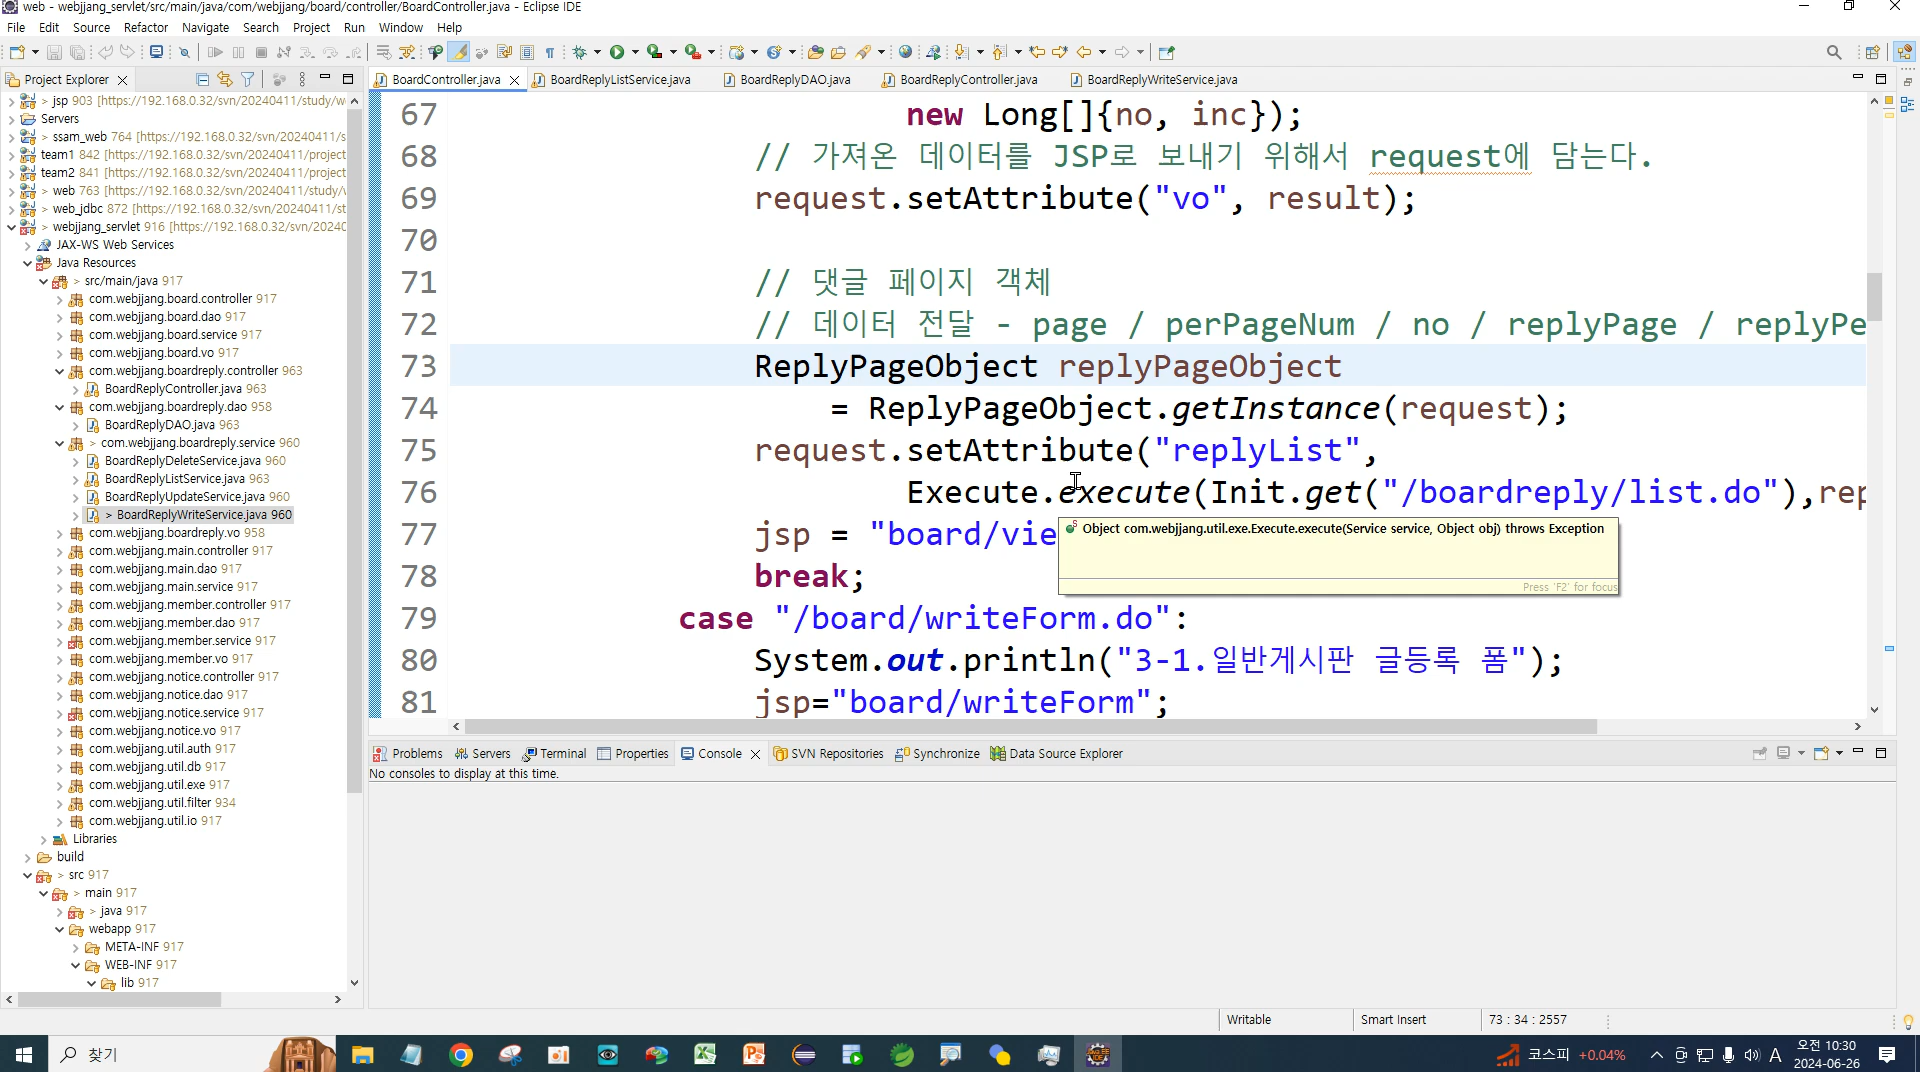 web - webjjang_servlet/src/main/java/com/webjjang/board/controller/BoardController.java - Eclipse IDE
File Edit Source Refactor Navigate Search Project Run Window Help
Project Explorer
BoardController.java BoardReplyListService.java BoardReplyDAO.java BoardReplyController.java BoardReplyWriteService.java
> jsp 903 [https://192.168.0.32/svn/20240411/study/w
Servers
> ssam_web 764 [https://192.168.0.32/svn/20240411/s
team1 842 [https://192.168.0.32/svn/20240411/project
team2 841 [https://192.168.0.32/svn/20240411/project
> web 763 [https://192.168.0.32/svn/20240411/study/
> web_jdbc 872 [https://192.168.0.32/svn/20240411/st
> webjjang_servlet 916 [https://192.168.0.32/svn/2024
JAX-WS Web Services
Java Resources
> src/main/java 917
com.webjjang.board.controller 917
com.webjjang.board.dao 917
com.webjjang.board.service 917
com.webjjang.board.vo 917
com.webjjang.boardreply.controller 963
BoardReplyController.java 963
com.webjjang.boardreply.dao 958
BoardReplyDAO.java 963
> com.webjjang.boardreply.service 960
BoardReplyDeleteService.java 960
BoardReplyListService.java 963
BoardReplyUpdateService.java 960
> BoardReplyWriteService.java 960
com.webjjang.boardreply.vo 958
com.webjjang.main.controller 917
com.webjjang.main.dao 917
com.webjjang.main.service 917
com.webjjang.member.controller 917
com.webjjang.member.dao 917
com.webjjang.member.service 917
com.webjjang.member.vo 917
com.webjjang.notice.controller 917
com.webjjang.notice.dao 917
com.webjjang.notice.service 917
com.webjjang.notice.vo 917
com.webjjang.util.auth 917
com.webjjang.util.db 917
com.webjjang.util.exe 917
com.webjjang.util.filter 934
com.webjjang.util.io 917
Libraries
build
> src 917
> main 917
> java 917
webapp 917
META-INF 917
WEB-INF 917
lib 917
67 new Long[]{no, inc});
68 // 가져온 데이터를 JSP로 보내기 위해서 request에 담는다.
69 request.setAttribute("vo", result);
70
71 // 댓글 페이지 객체
72 // 데이터 전달 - page / perPageNum / no / replyPage / replyPe
73 ReplyPageObject replyPageObject
74 = ReplyPageObject.getInstance(request);
75 request.setAttribute("replyList",
76 Execute.execute(Init.get("/boardreply/list.do"),rep
77 jsp = "board/vie
Object com.webjjang.util.exe.Execute.execute(Service service, Object obj) throws Exception
Press 'F2' for focus
78 break;
79 case "/board/writeForm.do":
80 System.out.println("3-1.일반게시판 글등록 폼");
81 jsp="board/writeForm";
Problems Servers Terminal Properties Console SVN Repositories Synchronize Data Source Explorer
No consoles to display at this time.
Writable Smart Insert 73 : 34 : 2557
찾기
코스피 +0.04%
A
오전 10:30
2024-06-26